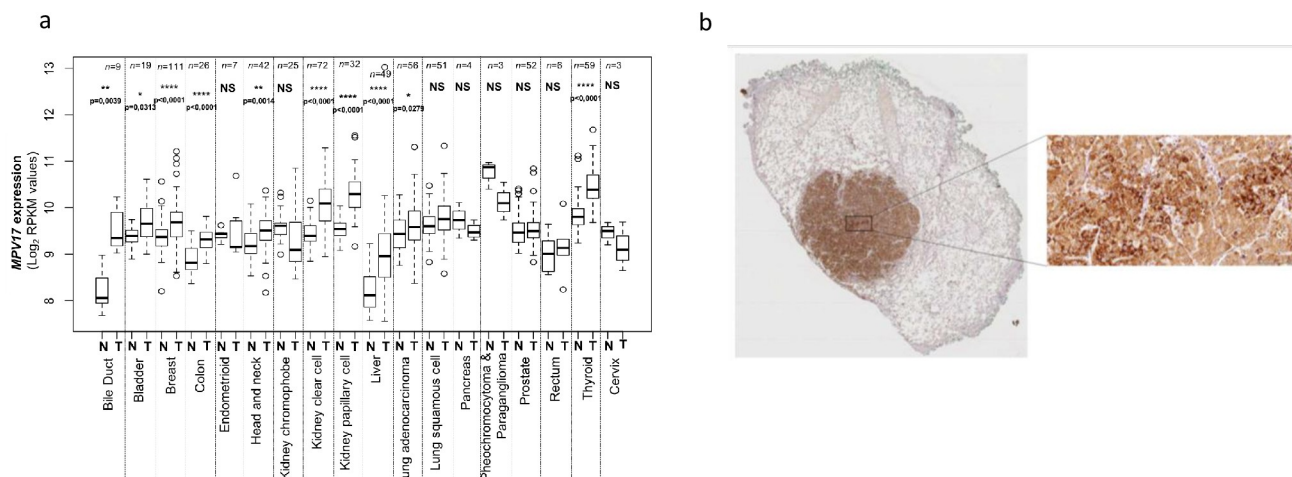 a
b
MPV17 expression
(Log2 RPKM values)
13
12
11
10
9
8
n=9
n=19
n=111
n=26
n=7
n=42
n=25
n=72
n=32
n=49
n=56
n=51
n=4
n=3
n=52
n=6
n=59
n=3
**
p=0,0039
*
p=0,0313
****
p<0,0001
****
p<0,0001
NS
**
p=0,0014
NS
****
p<0,0001
****
p<0,0001
****
p<0,0001
*
p=0,0279
NS
NS
NS
NS
NS
****
p<0,0001
NS
N T N T N T N T N T N T N T N T N T N T N T N T N T N T N T N T N T N T
Bile Duct
Bladder
Breast
Colon
Endometrioid
Head and neck
Kidney chromophobe
Kidney clear cell
Kidney papillary cell
Liver
Lung adenocarcinoma
Lung squamous cell
Pancreas
Pheochromocytoma &
Paraganglioma
Prostate
Rectum
Thyroid
Cervix